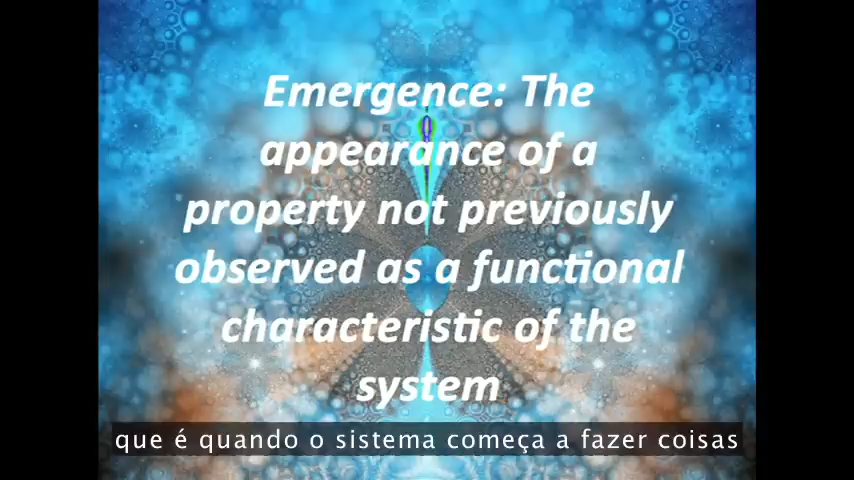 Emergence: The
appearance of a
property not previously
observed as a functional
characteristic of the
system
que é quando o sistema começa a fazer coisas